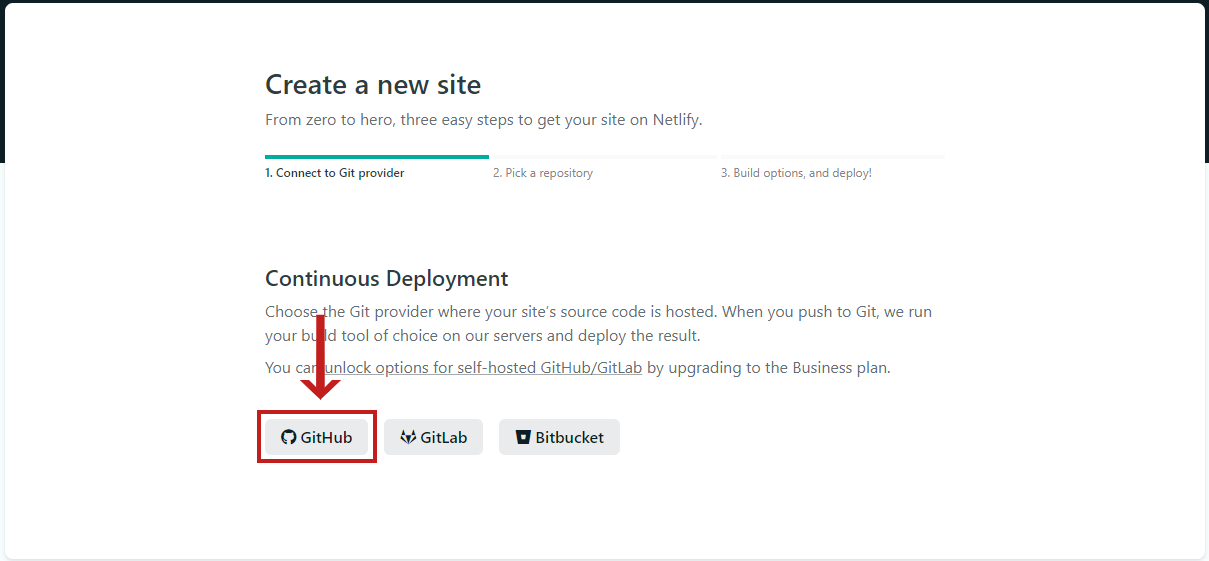 Create a new site
From zero to hero, three easy steps to get your site on Netlify.
1. Connect to Git provider
2. Pick a repository
3. Build options, and deploy!
Continuous Deployment
Choose the Git provider where your site’s source code is hosted. When you push to Git, we run
your build tool of choice on our servers and deploy the result.
You can unlock options for self-hosted GitHub/GitLab by upgrading to the Business plan.
GitHub
GitLab
Bitbucket